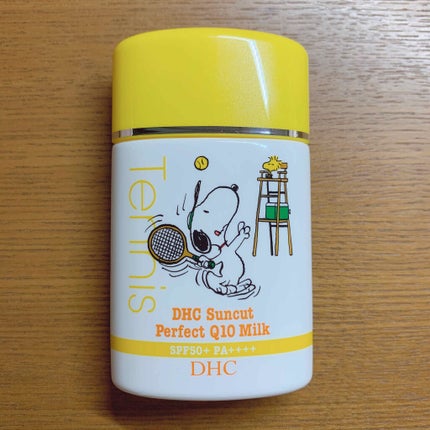 Tennis
DHC Suncut
Perfect Q10 Milk
SPF50+ PA++++
DHC